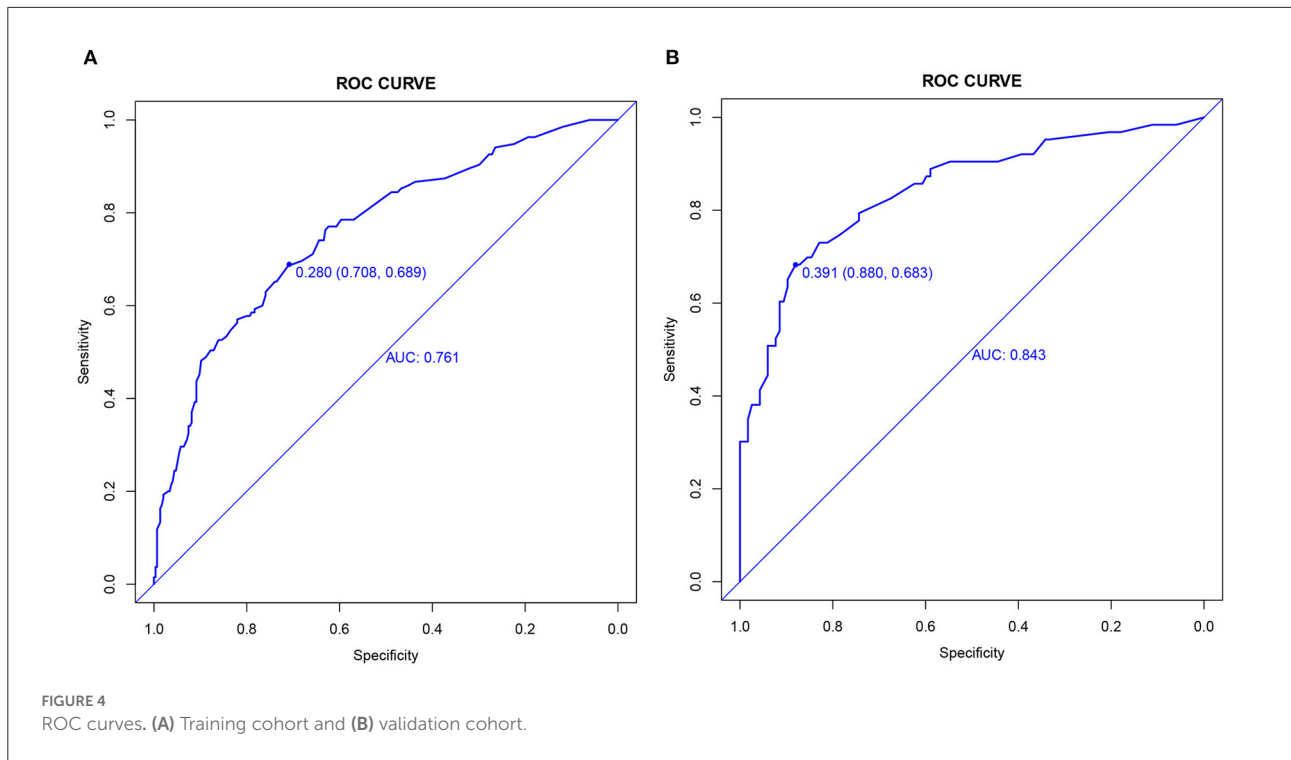 A
ROC CURVE
1.0
0.8
0.6
0.4
0.2
0.0
Sensitivity
0.280 (0.708, 0.689)
AUC: 0.761
1.0 0.8 0.6 0.4 0.2 0.0
Specificity
B
ROC CURVE
1.0
0.8
0.6
0.4
0.2
0.0
Sensitivity
0.391 (0.880, 0.683)
AUC: 0.843
1.0 0.8 0.6 0.4 0.2 0.0
Specificity
FIGURE 4
ROC curves. (A) Training cohort and (B) validation cohort.